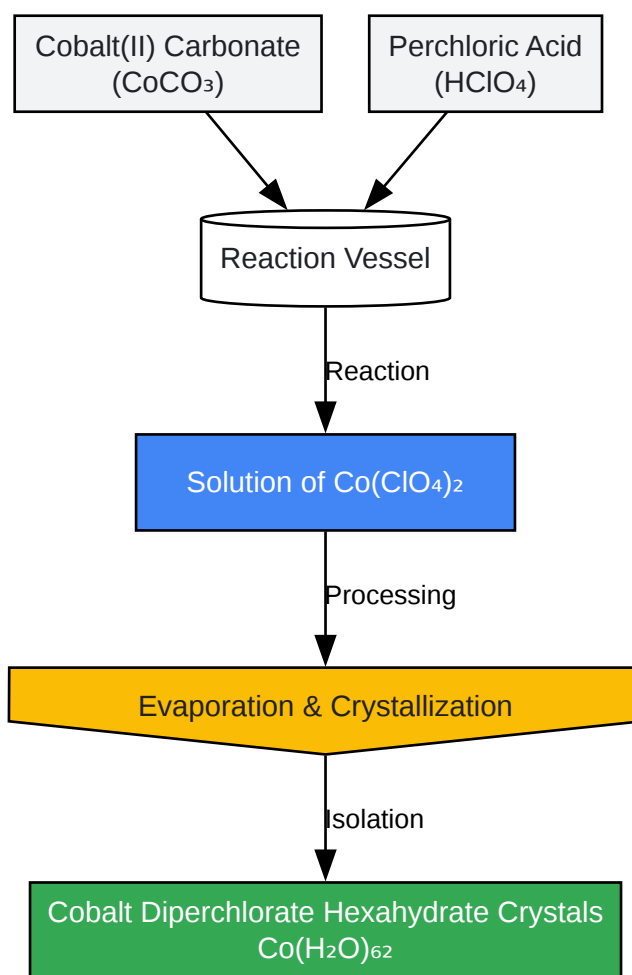 Cobalt(II) Carbonate
(CoCO₃)
Perchloric Acid
(HClO₄)
Reaction Vessel
Reaction
Solution of Co(ClO₄)₂
Processing
Evaporation & Crystallization
Isolation
Cobalt Diperchlorate Hexahydrate Crystals
Co(H₂O)₆₂